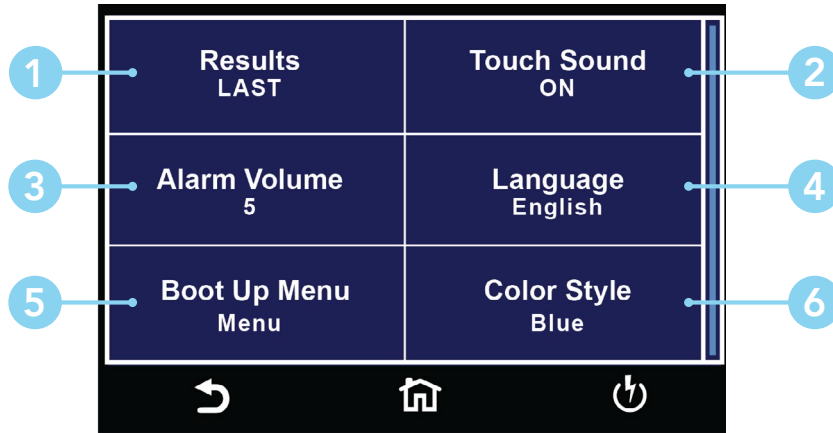 1
Results
LAST
Touch Sound
ON
2
3
Alarm Volume
5
Language
English
4
5
Boot Up Menu
Menu
Color Style
Blue
6